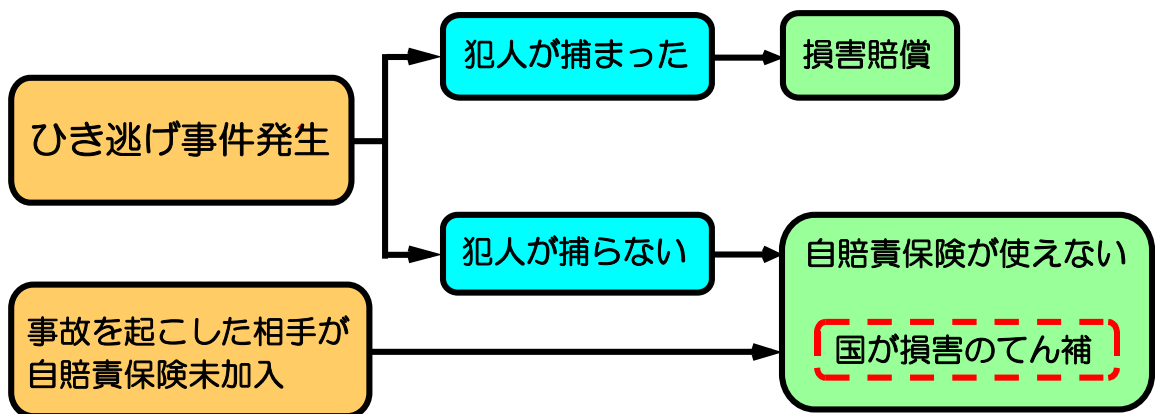 ひき逃げ事件発生
犯人が捕まった
損害賠償
犯人が捕らない
自賠責保険が使えない
国が損害のてん補
事故を起こした相手が
自賠責保険未加入